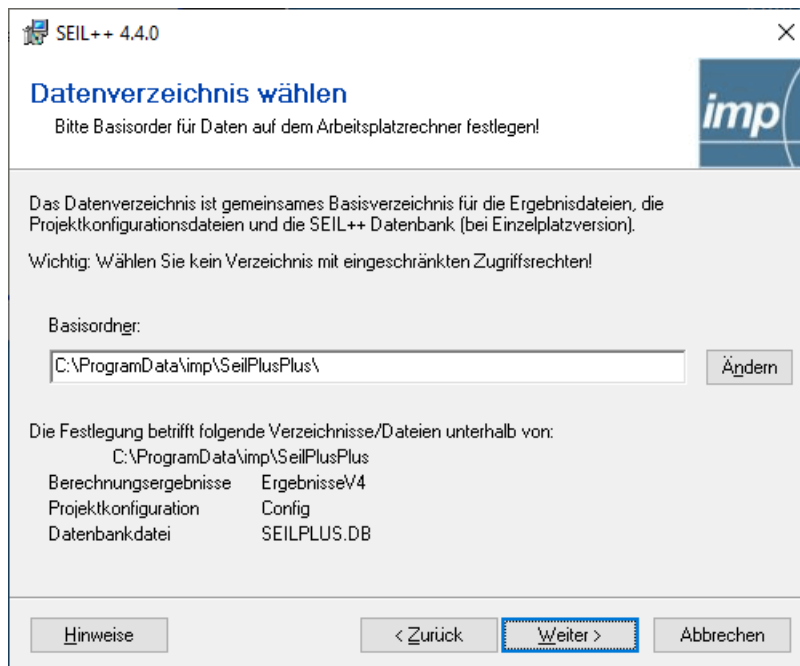 SEIL++ 4.4.0
Datenverzeichnis wählen
Bitte Basisorder für Daten auf dem Arbeitsplatzrechner festlegen!
imp
Das Datenverzeichnis ist gemeinsames Basisverzeichnis für die Ergebnisdateien, die
Projektkonfigurationsdateien und die SEIL++ Datenbank (bei Einzelplatzversion).
Wichtig: Wählen Sie kein Verzeichnis mit eingeschränkten Zugriffsrechten!
Basisordner:
C:\ProgramData\imp\SeilPlusPlus\
Ändern
Die Festlegung betrifft folgende Verzeichnisse/Dateien unterhalb von:
C:\ProgramData\imp\SeilPlusPlus
Berechnungsergebnisse ErgebnisseV4
Projektkonfiguration Config
Datenbankdatei SEILPLUS.DB
Hinweise < Zurück Weiter > Abbrechen